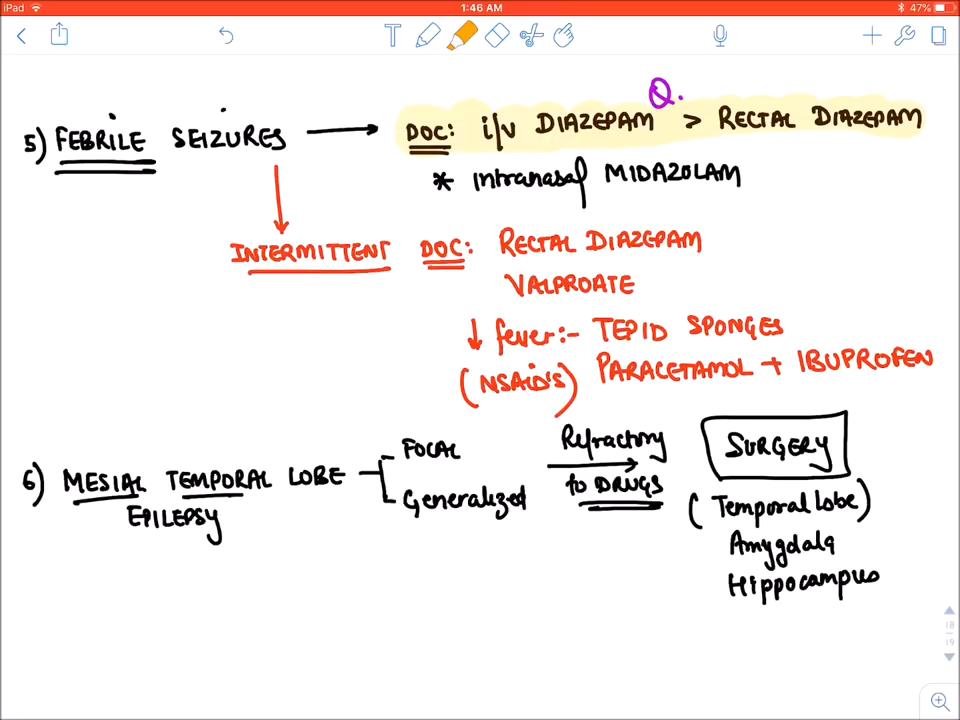 iPad 1:46 AM 47%
T
Q.
5) FEBRILE SEIZURES → DOC: i/v DIAZEPAM > RECTAL DIAZEPAM
* Intranasal MIDAZOLAM
INTERMITTENT DOC: RECTAL DIAZEPAM
VALPROATE
↓ fever:- TEPID SPONGES
(NSAID'S) PARACETAMOL + IBUPROFEN
6) MESIAL TEMPORAL LOBE
EPILEPSY
FOCAL
Generalized
Refractory
to DRUGS
SURGERY
(Temporal lobe)
Amygdala
Hippocampus
18
19